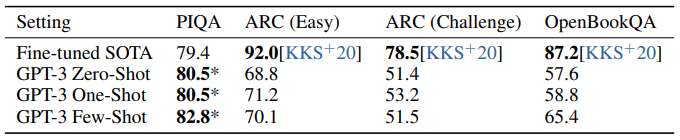 Setting PIQA ARC (Easy) ARC (Challenge) OpenBookQA
Fine-tuned SOTA 79.4 92.0[KKS+20] 78.5[KKS+20] 87.2[KKS+20]
GPT-3 Zero-Shot 80.5* 68.8 51.4 57.6
GPT-3 One-Shot 80.5* 71.2 53.2 58.8
GPT-3 Few-Shot 82.8* 70.1 51.5 65.4